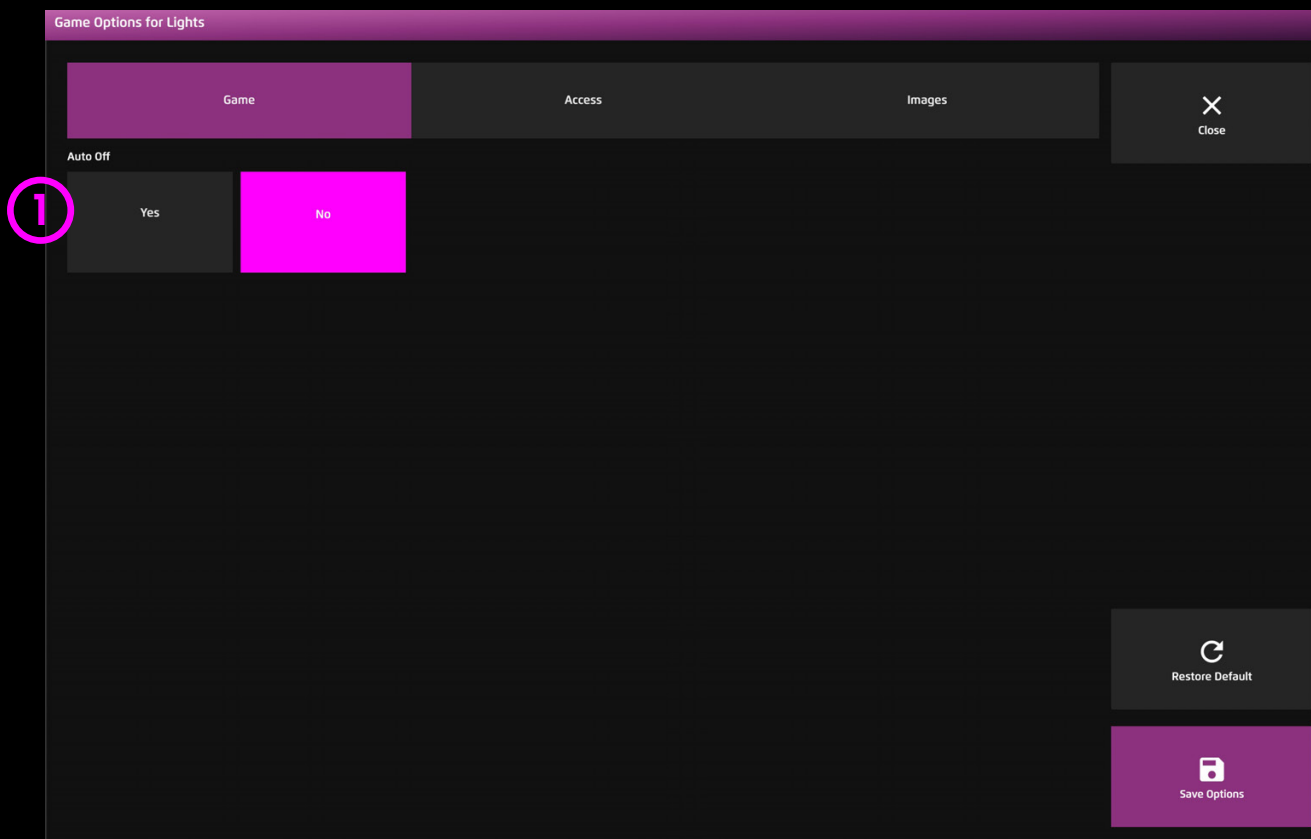 Game Options for Lights
Game
Access
Images
Close
Auto Off
1
Yes
No
Restore Default
Save Options